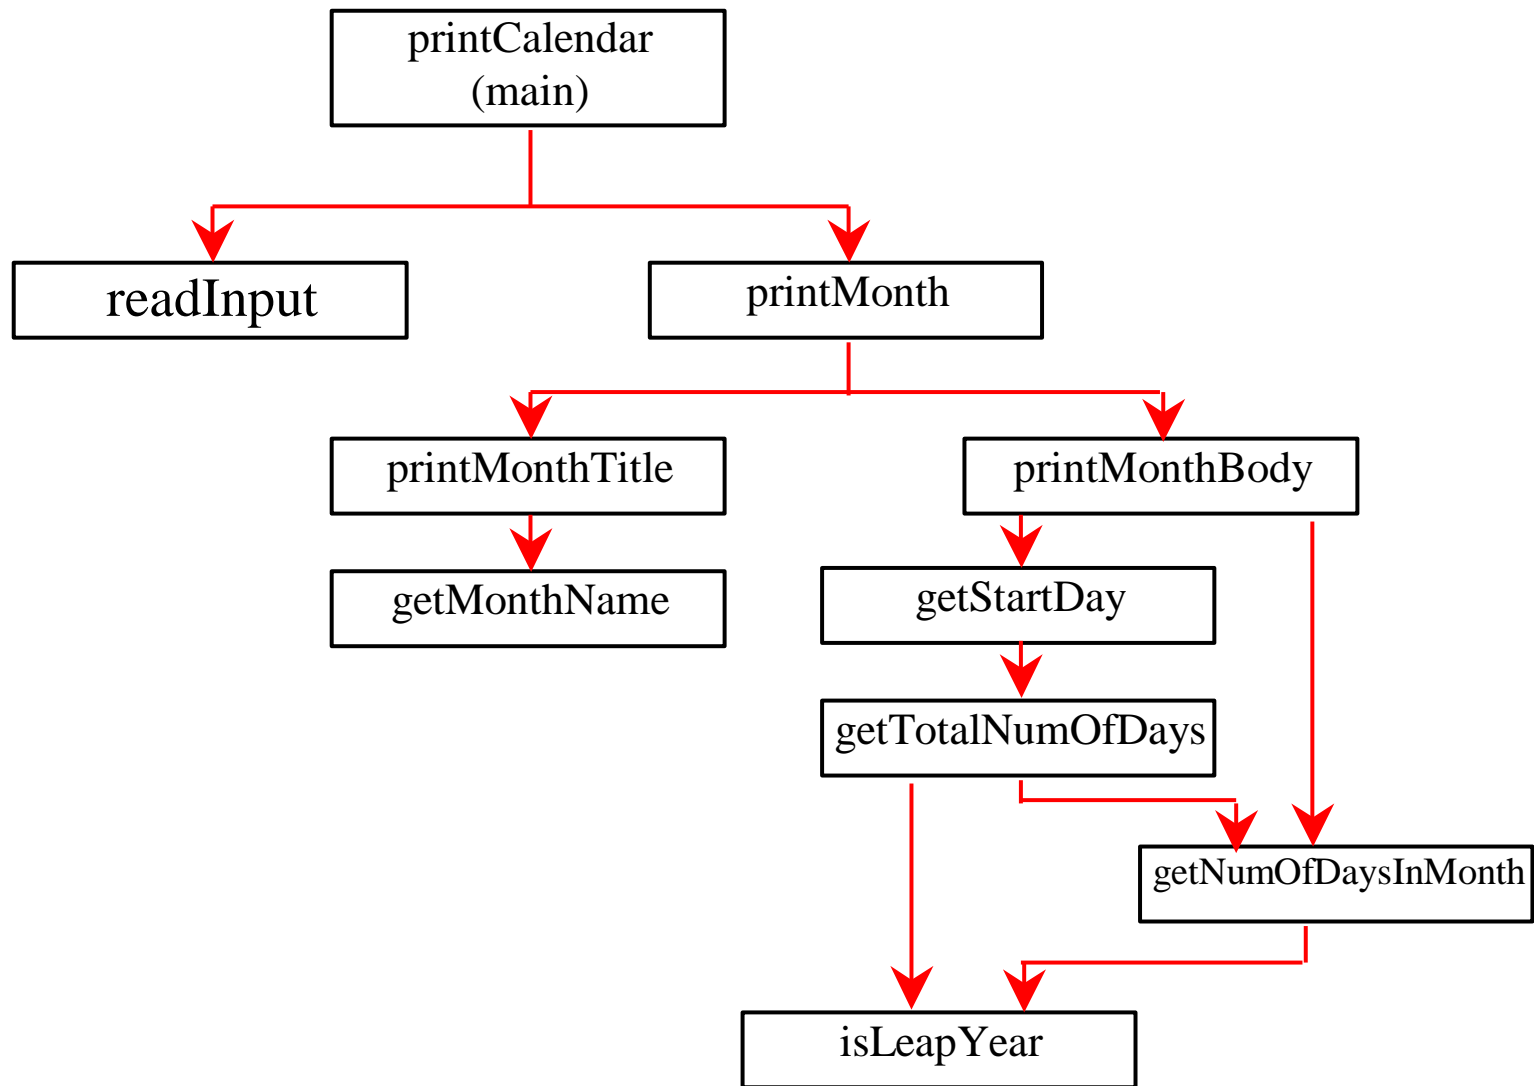 printCalendar
(main)
readInput
printMonth
printMonthTitle
printMonthBody
getMonthName
getStartDay
getTotalNumOfDays
getNumOfDaysInMonth
isLeapYear